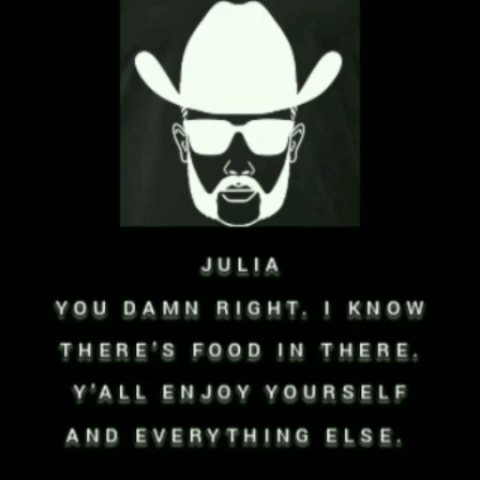 JULIA
YOU DAMN RIGHT. I KNOW
THERE'S FOOD IN THERE.
Y'ALL ENJOY YOURSELF
AND EVERYTHING ELSE.